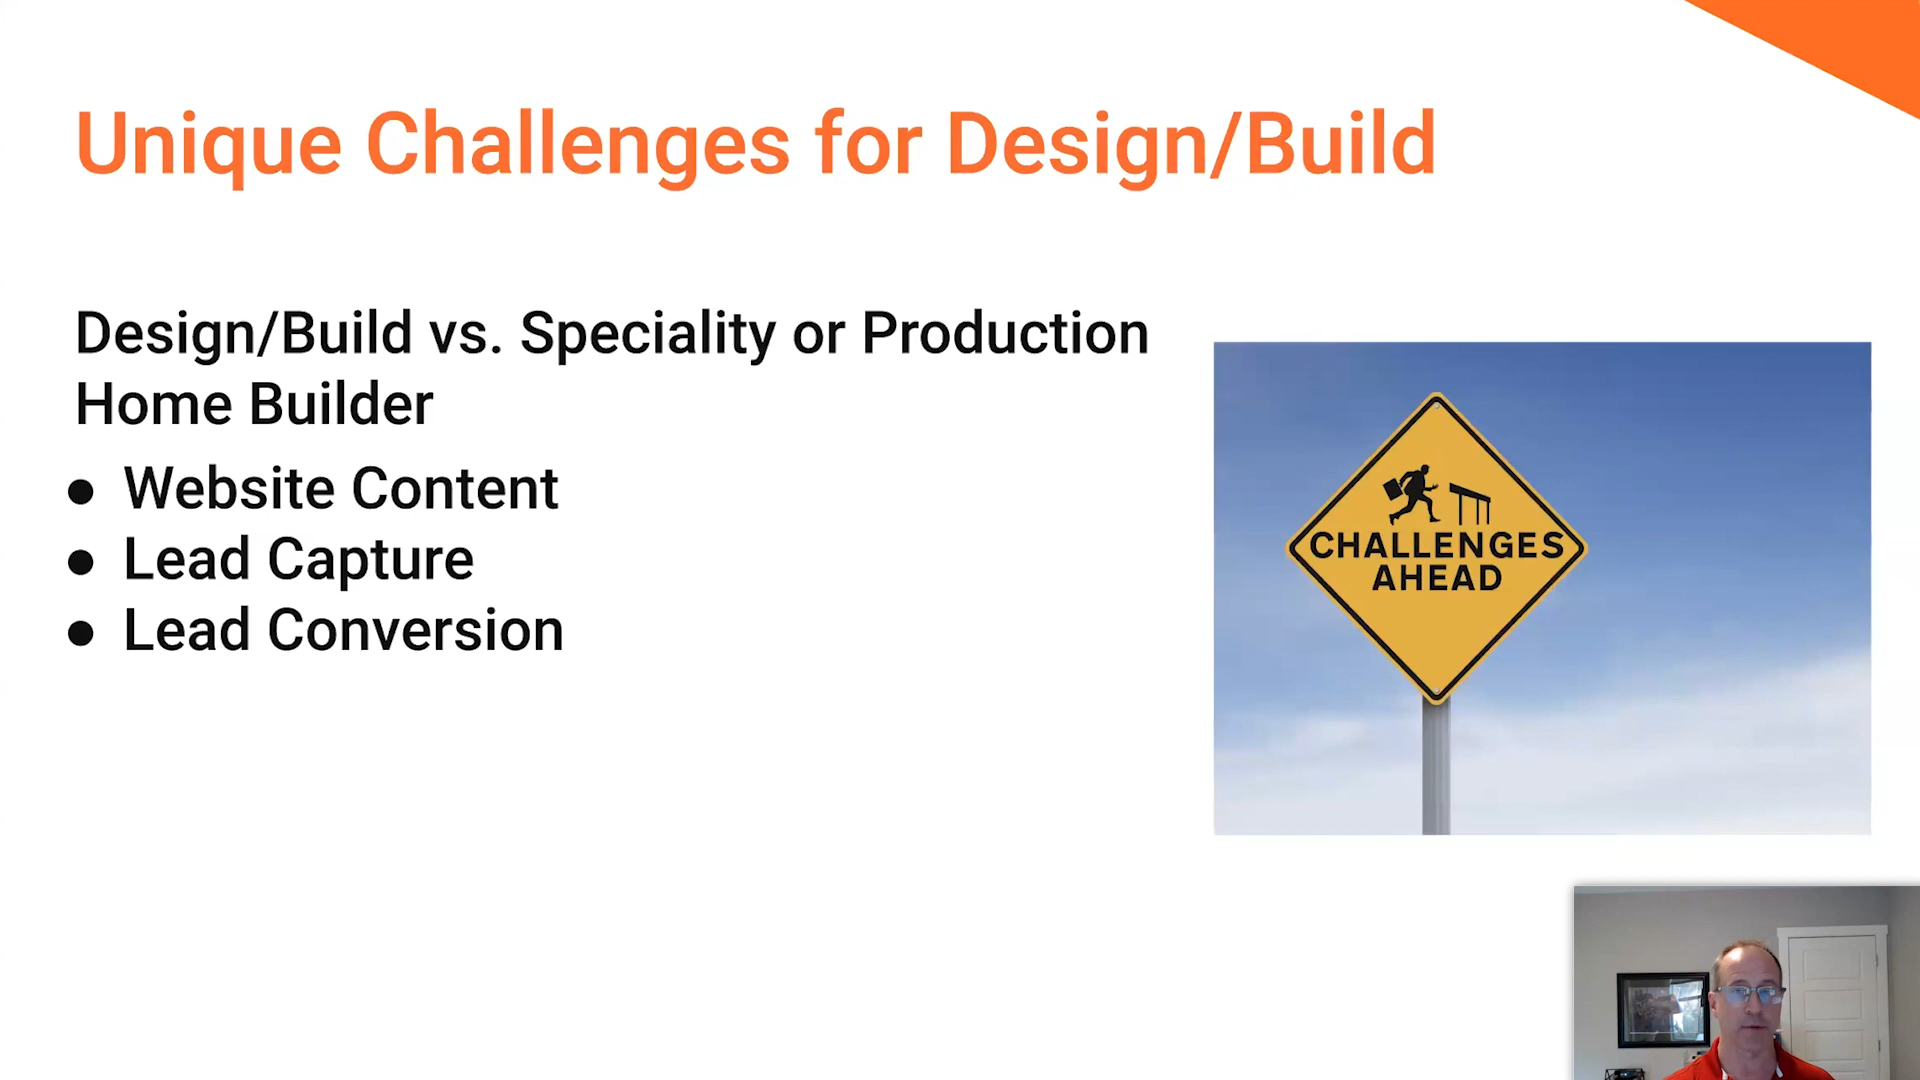 Unique Challenges for Design/Build
Design/Build vs. Speciality or Production
Home Builder
● Website Content
● Lead Capture
● Lead Conversion
CHALLENGES
AHEAD